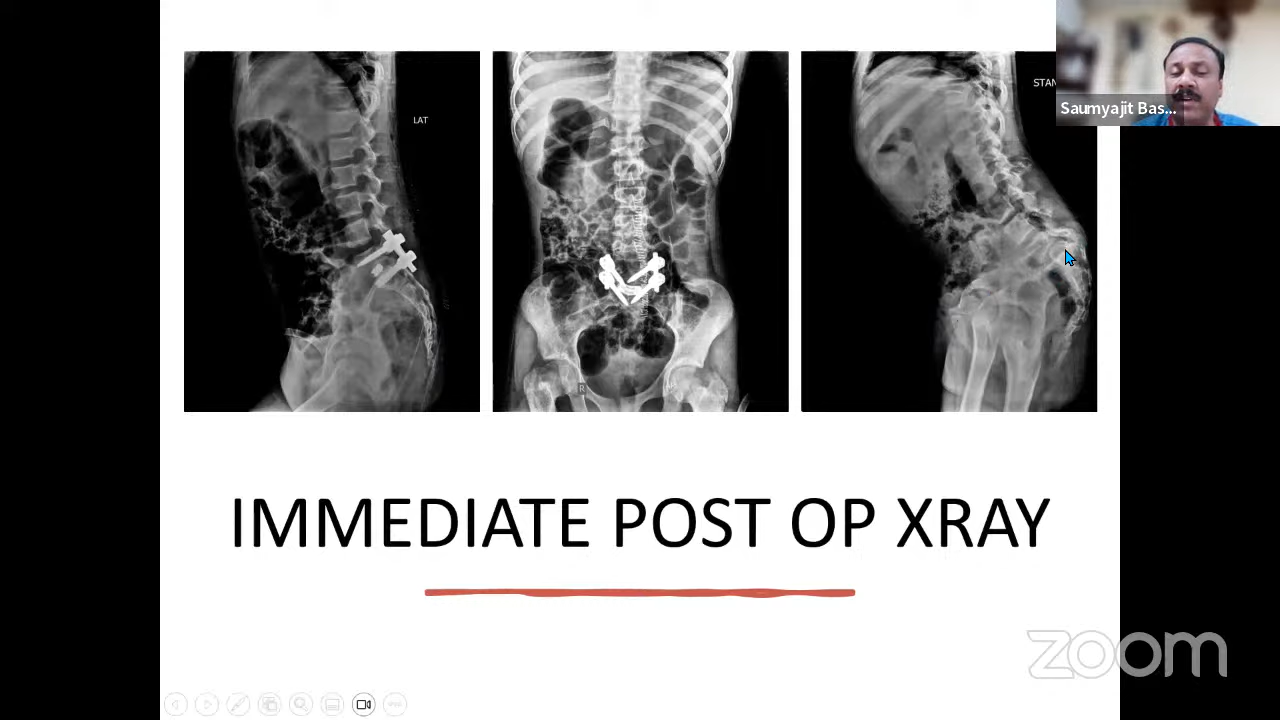 LAT
STAN
Saumyajit Bas...
R
IMMEDIATE POST OP XRAY
zoom